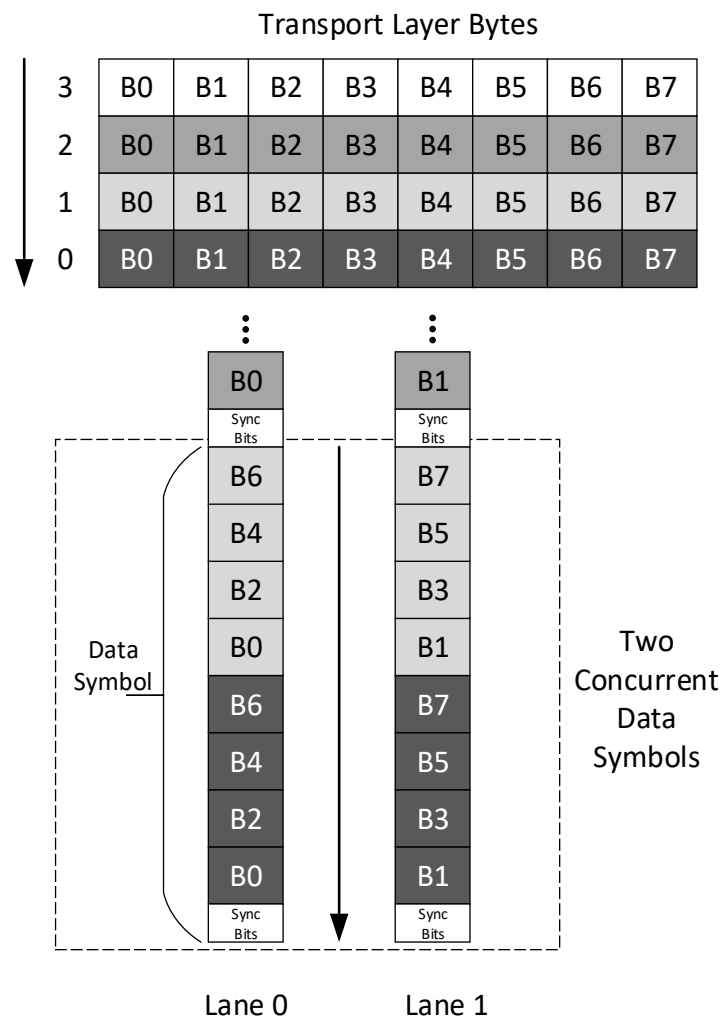 Transport Layer Bytes
3 B0 B1 B2 B3 B4 B5 B6 B7
2 B0 B1 B2 B3 B4 B5 B6 B7
1 B0 B1 B2 B3 B4 B5 B6 B7
0 B0 B1 B2 B3 B4 B5 B6 B7
B0 B1
Sync Sync
Bits Bits
B6 B7
B4 B5
B2 B3
B0 B1
Data
Symbol
Two
Concurrent
Data
Symbols
B6 B7
B4 B5
B2 B3
B0 B1
Sync Sync
Bits Bits
Lane 0 Lane 1